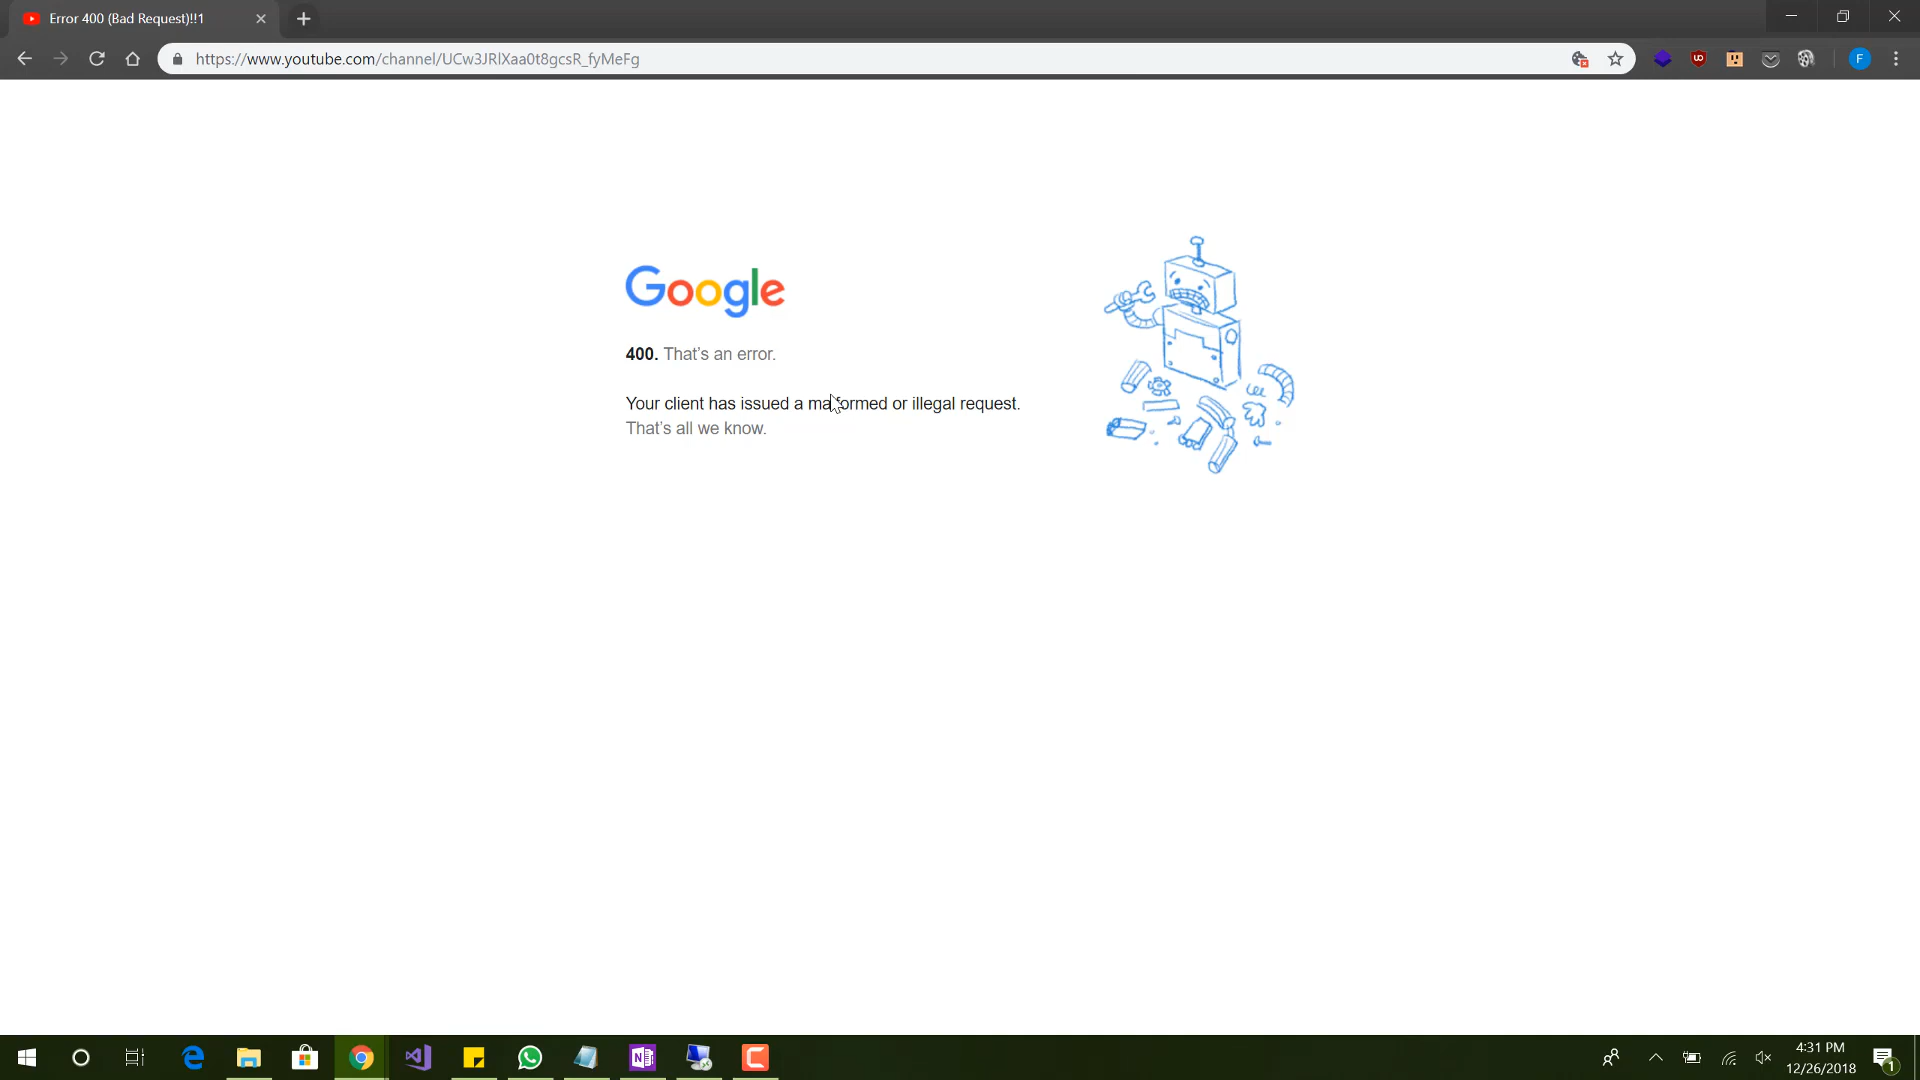 Error 400 (Bad Request)!!1
https://www.youtube.com/channel/UCw3JRlXaa0t8gcsR_fyMeFg
F
Google
400. That's an error.
Your client has issued a malformed or illegal request.
That's all we know.
4:31 PM
12/26/2018
1